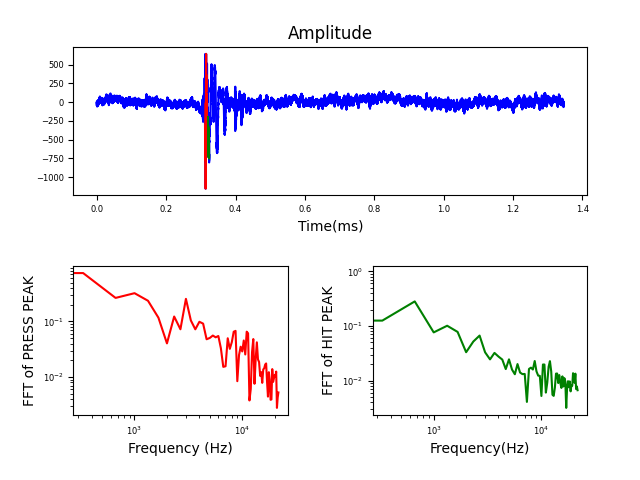 Amplitude
500
250
0
−250
−500
−750
−1000
0.0 0.2 0.4 0.6 0.8 1.0 1.2 1.4
Time(ms)
FFT of PRESS PEAK
10⁻¹
10⁻²
10³ 10⁴
Frequency (Hz)
FFT of HIT PEAK
10⁰
10⁻¹
10⁻²
10³ 10⁴
Frequency(Hz)